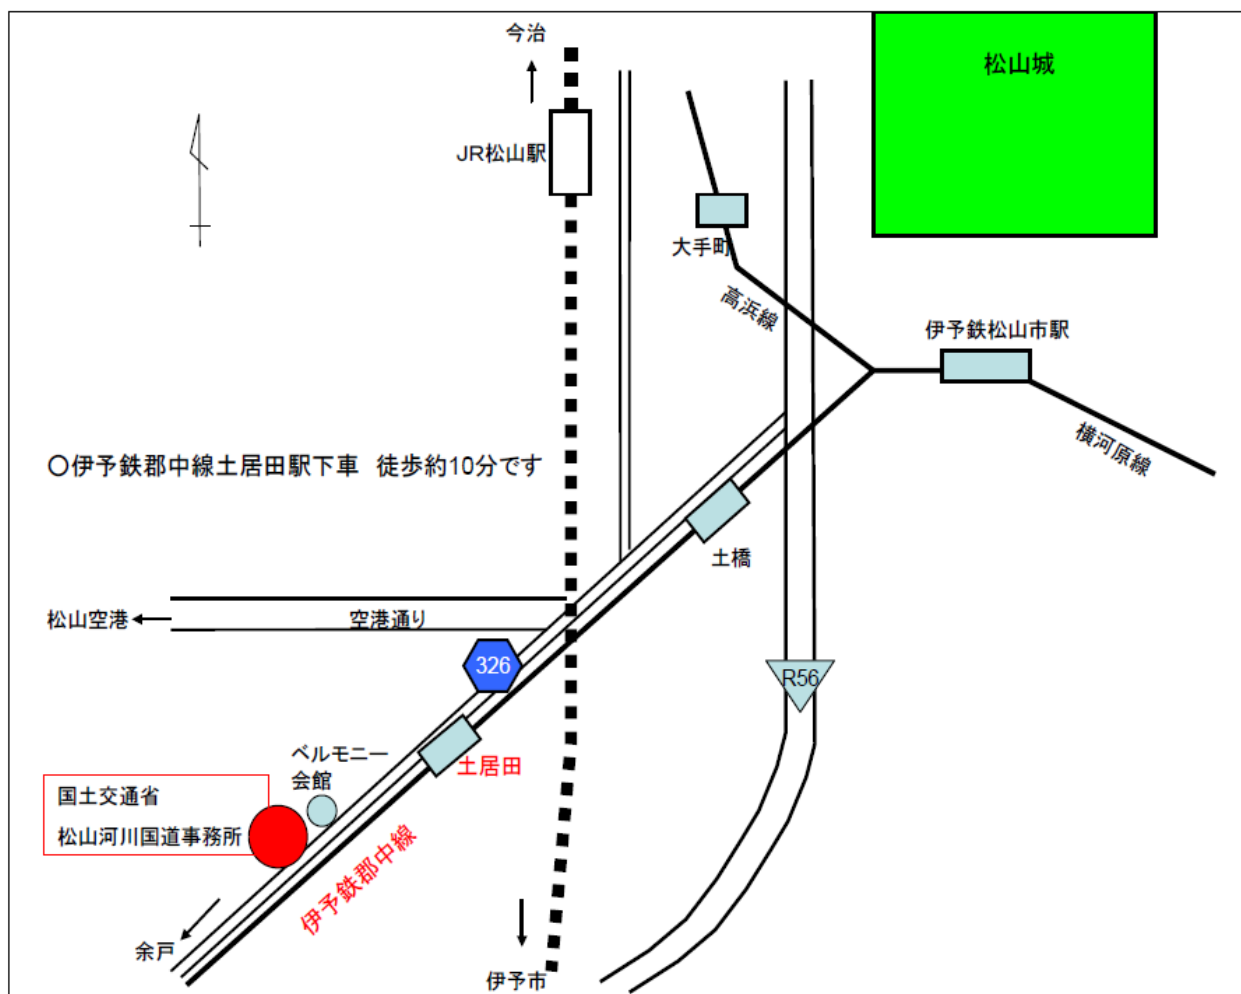 今治
松山城
JR松山駅
大手町
高浜線
伊予鉄松山市駅
横河原線
〇伊予鉄郡中線土居田駅下車　徒歩約10分です
土橋
松山空港
空港通り
326
R56
ベルモニー
会館
土居田
国土交通省
松山河川国道事務所
伊予鉄郡中線
余戸
伊予市